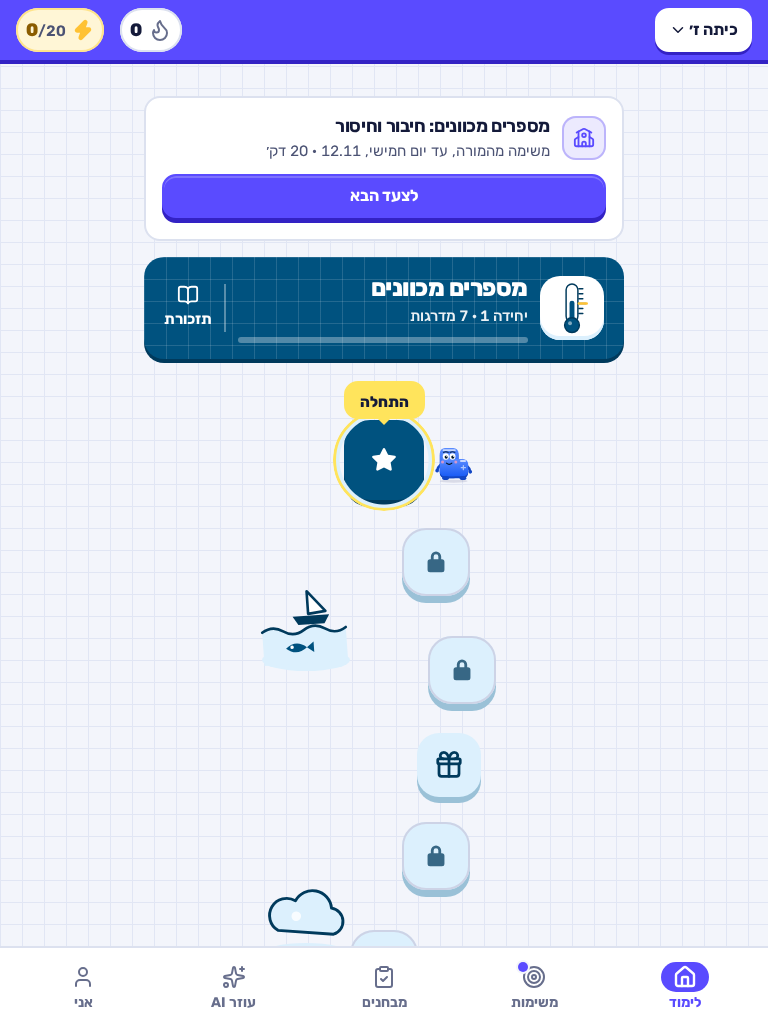 כיתה ז׳
0
0/20
מספרים מכוונים: חיבור וחיסור
משימה מהמורה, עד יום חמישי, 12.11 • 20 דק׳
לצעד הבא
מספרים מכוונים
יחידה 1 • 7 מדרגות
תזכורת
התחלה
לימוד
משימות
מבחנים
עוזר AI
אני